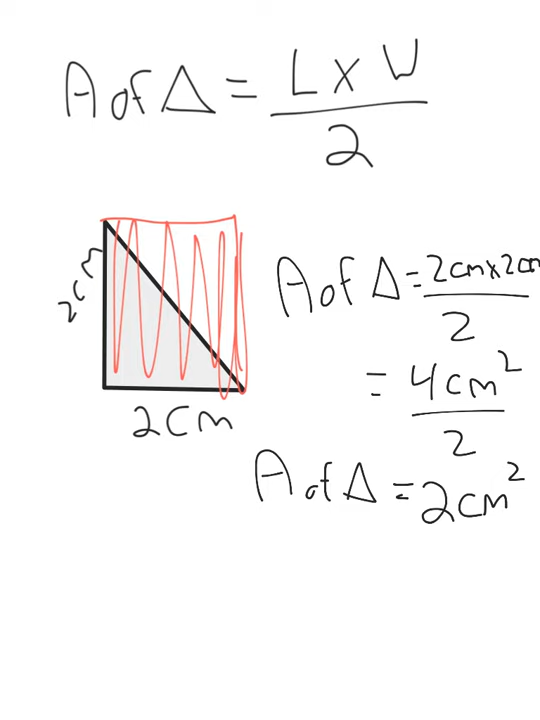 A of Δ = L x W
2
2cm
2cm
A of Δ = 2cm x 2cm
2
= 4cm²
2
A of Δ = 2cm²